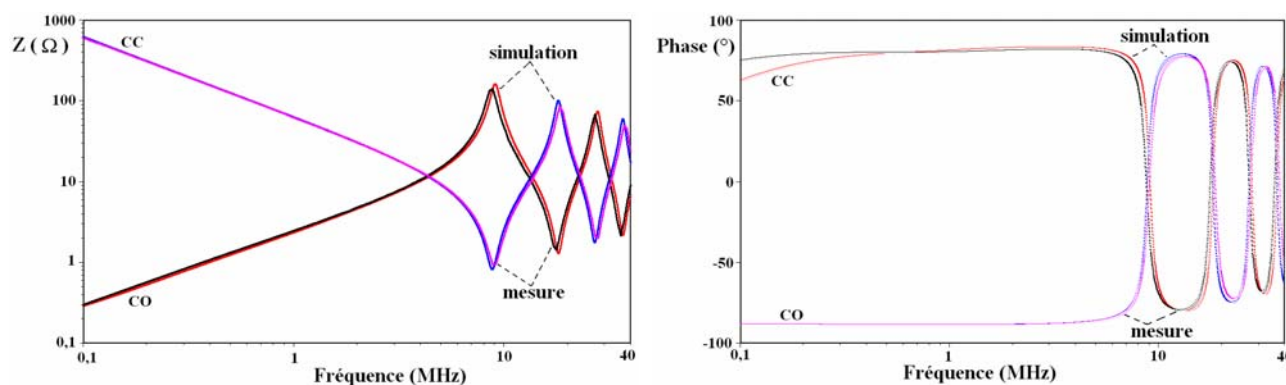 1000
Z ( Ω )
CC
simulation
100
10
1
CO
mesure
0,1
0,1
1
10
40
Fréquence (MHz)
100
Phase (°)
simulation
CC
50
0
-50
CO
mesure
-100
0,1
1
10
40
Fréquence (MHz)